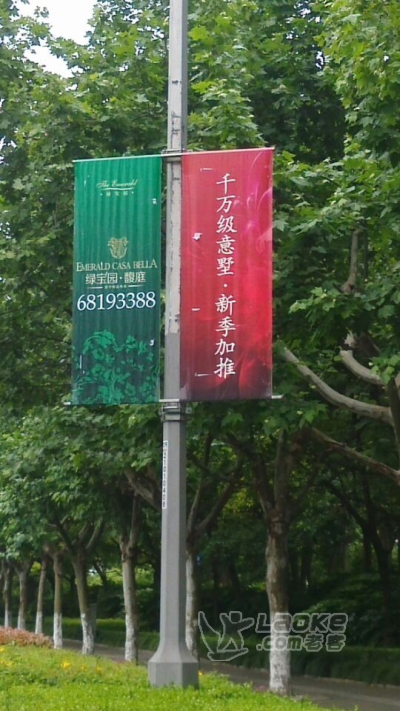 The Emerald
EMERALD CASA BELLA
绿宝园·馥庭
68193388
千万级意墅·新季加推
LAOKE
.com老客